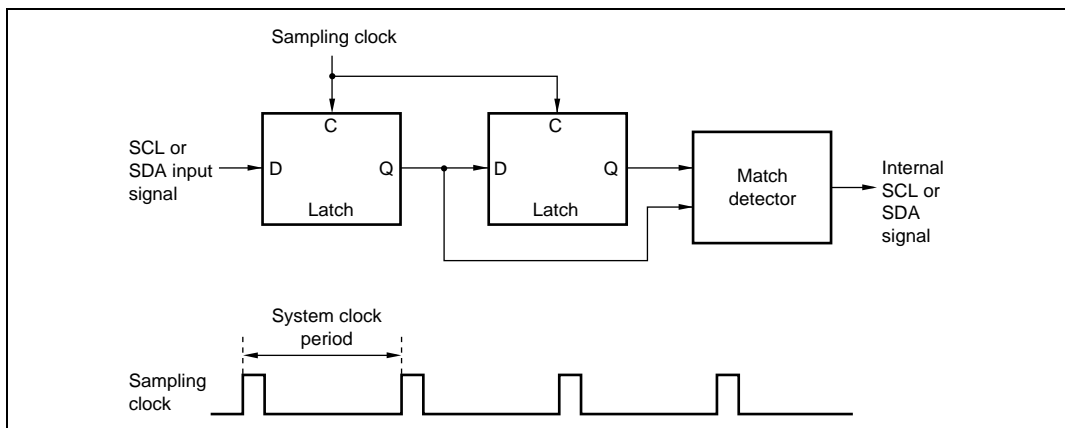 Sampling clock
SCL or
SDA input
signal
D
C
Q
Latch
D
C
Q
Latch
Match
detector
Internal
SCL or
SDA
signal
System clock
period
Sampling
clock